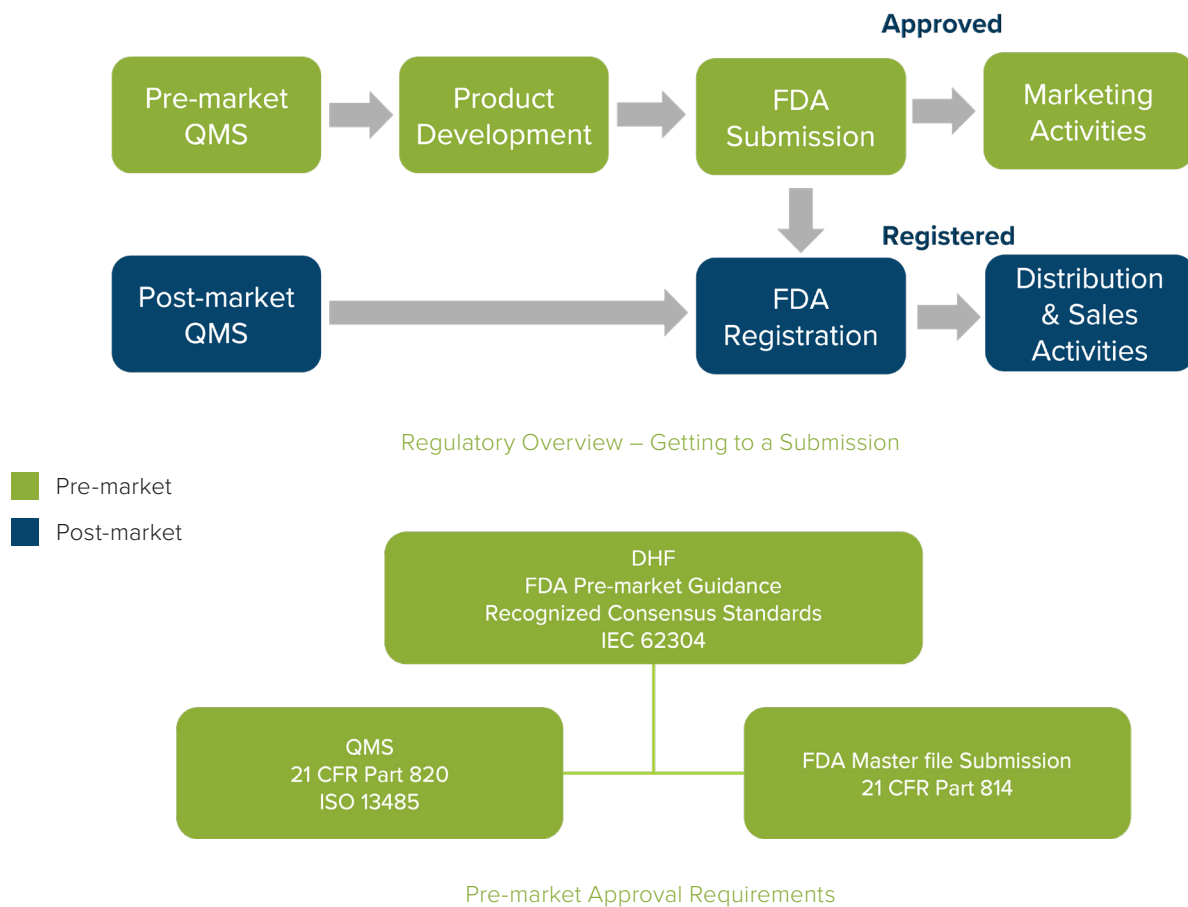 Approved
Pre-market
QMS
Product
Development
FDA
Submission
Marketing
Activities
Registered
Post-market
QMS
FDA
Registration
Distribution
& Sales
Activities
Regulatory Overview – Getting to a Submission
Pre-market
Post-market
DHF
FDA Pre-market Guidance
Recognized Consensus Standards
IEC 62304
QMS
21 CFR Part 820
ISO 13485
FDA Master file Submission
21 CFR Part 814
Pre-market Approval Requirements